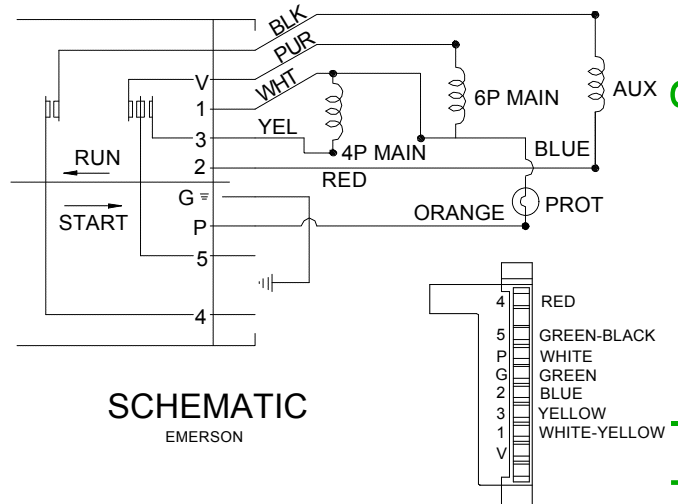 BLK
PUR
WHT
YEL
V
1
3
2
G
P
5
4
RUN
START
4P MAIN
6P MAIN
AUX
BLUE
RED
ORANGE
PROT
SCHEMATIC
EMERSON
4 RED
5 GREEN-BLACK
P WHITE
G GREEN
2 BLUE
3 YELLOW
1 WHITE-YELLOW
V